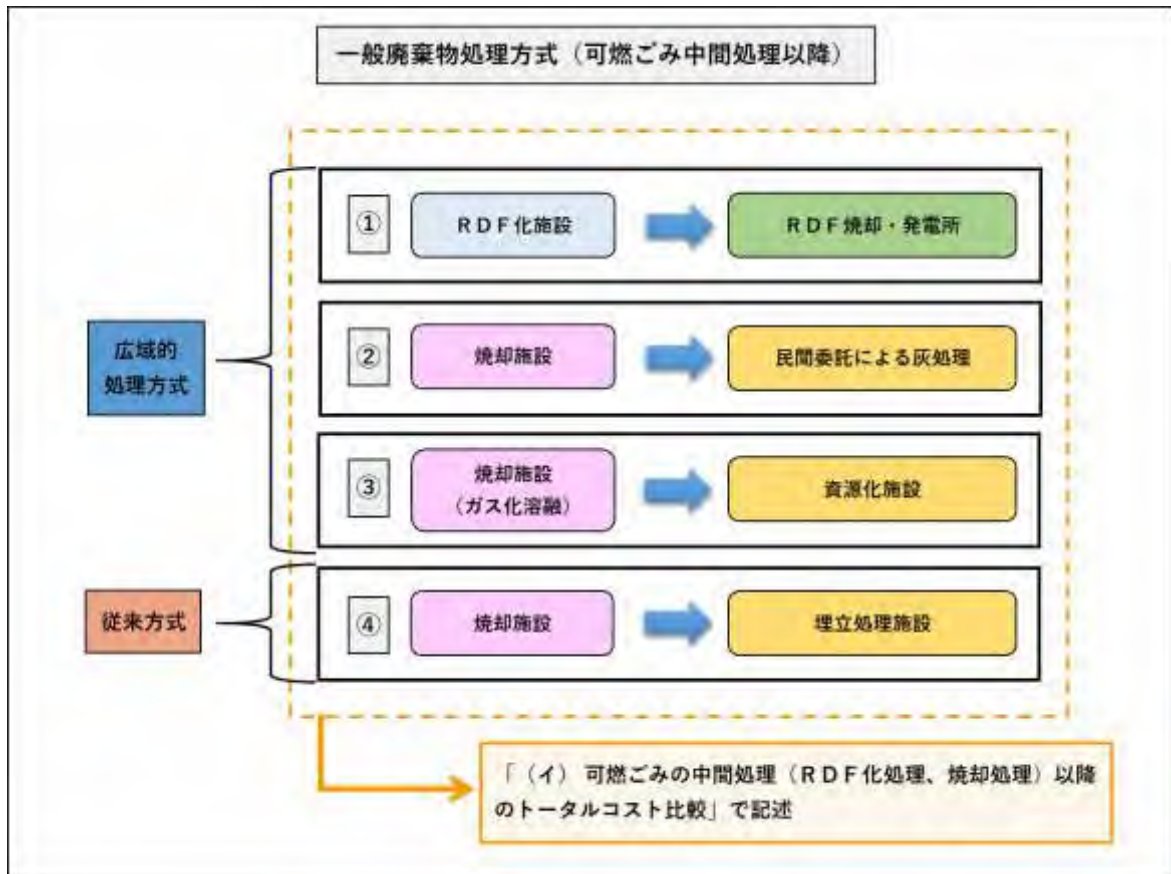 一般廃棄物処理方式（可燃ごみ中間処理以降）
広域的
処理方式
①
ＲＤＦ化施設
ＲＤＦ焼却・発電所
②
焼却施設
民間委託による灰処理
③
焼却施設
（ガス化溶融）
資源化施設
従来方式
④
焼却施設
埋立処理施設
「（イ） 可燃ごみの中間処理（ＲＤＦ化処理、焼却処理）以降
のトータルコスト比較」で記述